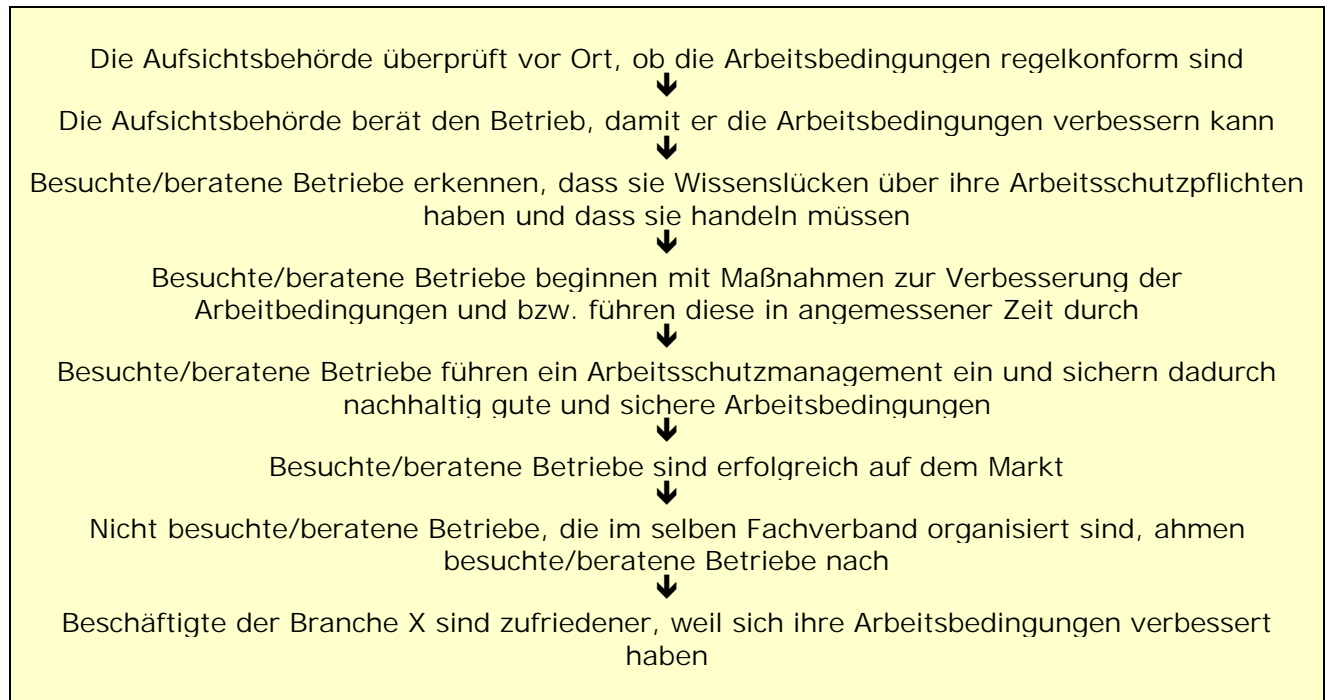 Die Aufsichtsbehörde überprüft vor Ort, ob die Arbeitsbedingungen regelkonform sind
Die Aufsichtsbehörde berät den Betrieb, damit er die Arbeitsbedingungen verbessern kann
Besuchte/beratene Betriebe erkennen, dass sie Wissenslücken über ihre Arbeitsschutzpflichten
haben und dass sie handeln müssen
Besuchte/beratene Betriebe beginnen mit Maßnahmen zur Verbesserung der
Arbeitbedingungen und bzw. führen diese in angemessener Zeit durch
Besuchte/beratene Betriebe führen ein Arbeitsschutzmanagement ein und sichern dadurch
nachhaltig gute und sichere Arbeitsbedingungen
Besuchte/beratene Betriebe sind erfolgreich auf dem Markt
Nicht besuchte/beratene Betriebe, die im selben Fachverband organisiert sind, ahmen
besuchte/beratene Betriebe nach
Beschäftigte der Branche X sind zufriedener, weil sich ihre Arbeitsbedingungen verbessert
haben